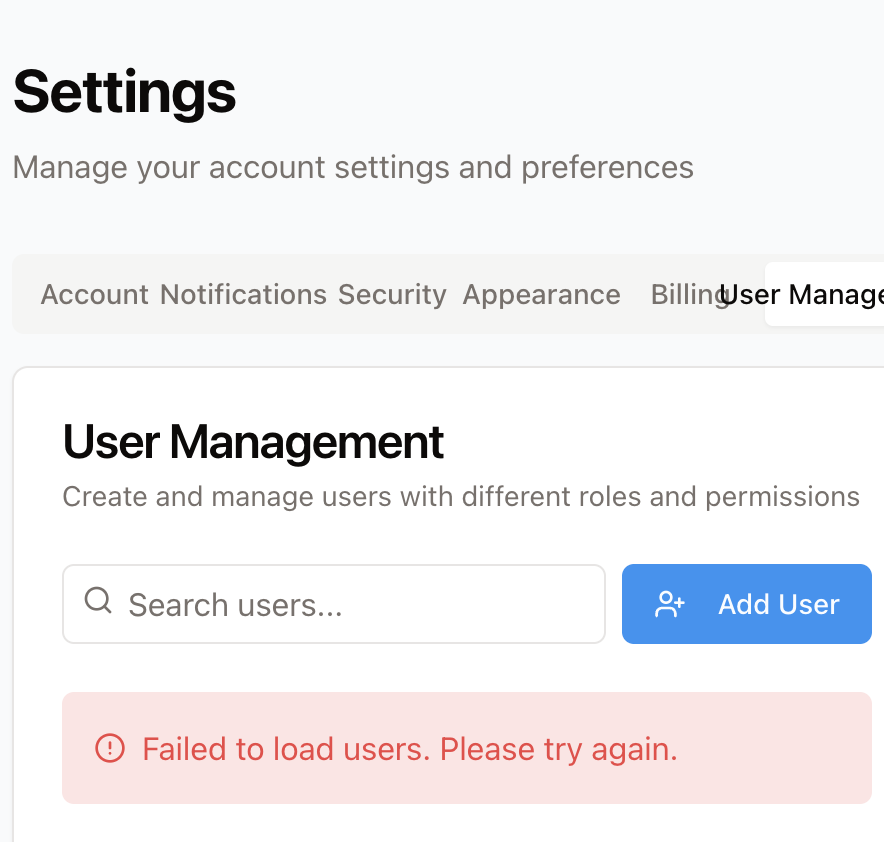 Settings
Manage your account settings and preferences
Account Notifications Security Appearance Billing User Manage
User Management
Create and manage users with different roles and permissions
Search users...
Add User
Failed to load users. Please try again.